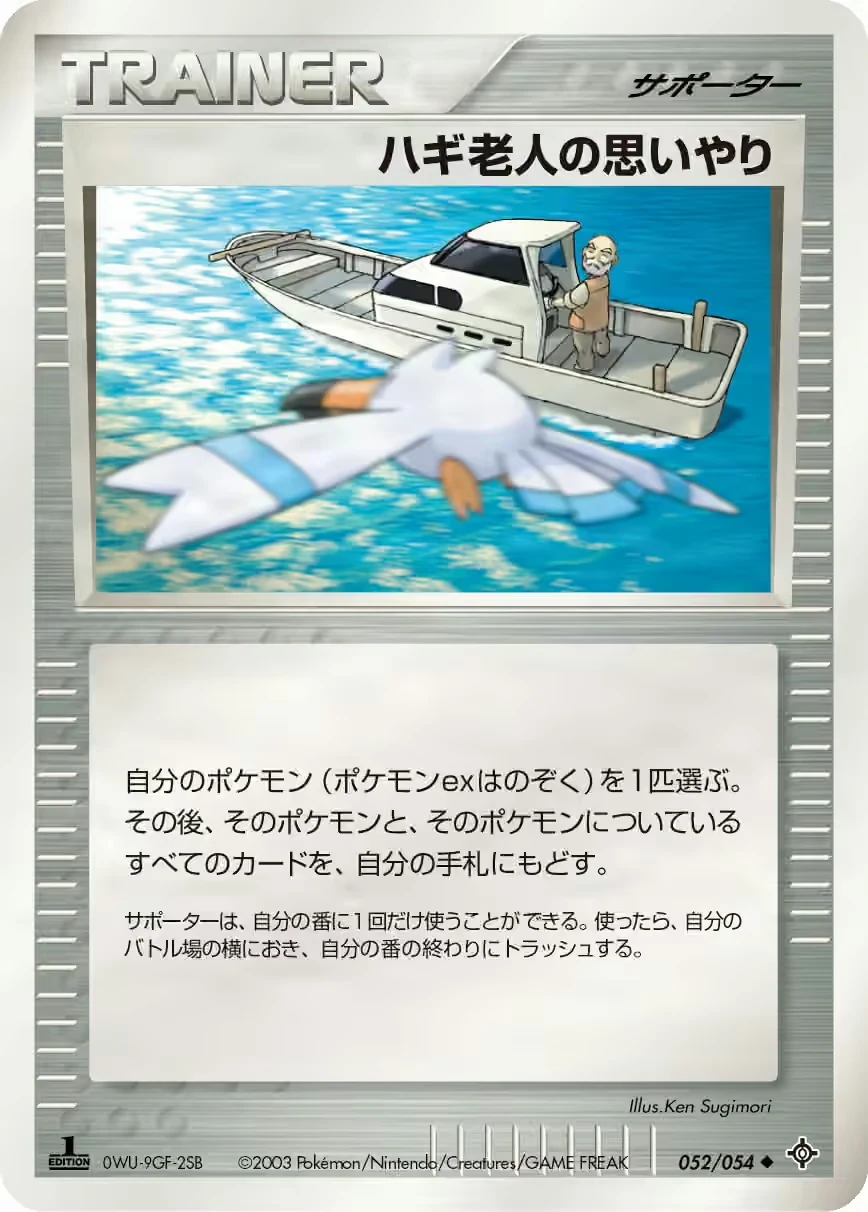 TRAINER
サポーター
ハギ老人の思いやり
自分のポケモン（ポケモンexはのぞく）を1匹選ぶ。
その後、そのポケモンと、そのポケモンについている
すべてのカードを、自分の手札にもどす。
サポーターは、自分の番に1回だけ使うことができる。使ったら、自分の
バトル場の横におき、自分の番の終わりにトラッシュする。
Illus.Ken Sugimori
1 EDITION 0WU-9GF-2SB ©2003 Pokémon/Nintendo/Creatures/GAME FREAK 052/054 ◆